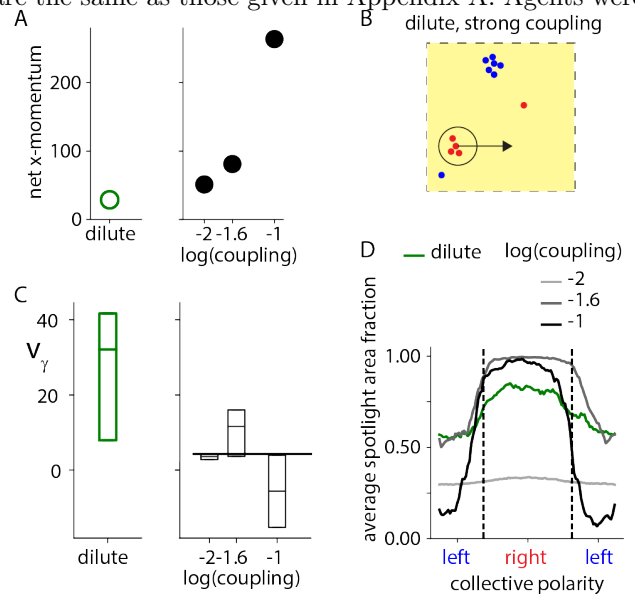 are the same as those given in Appendix A. Agents were
A
net x-momentum
200
100
0
dilute
-2 -1.6 -1
log(coupling)
B
dilute, strong coupling
C
Vγ
40
20
0
dilute
-2 -1.6 -1
log(coupling)
D
dilute
log(coupling)
-2
-1.6
-1
average spotlight area fraction
1.00
0.50
0.00
left right left
collective polarity